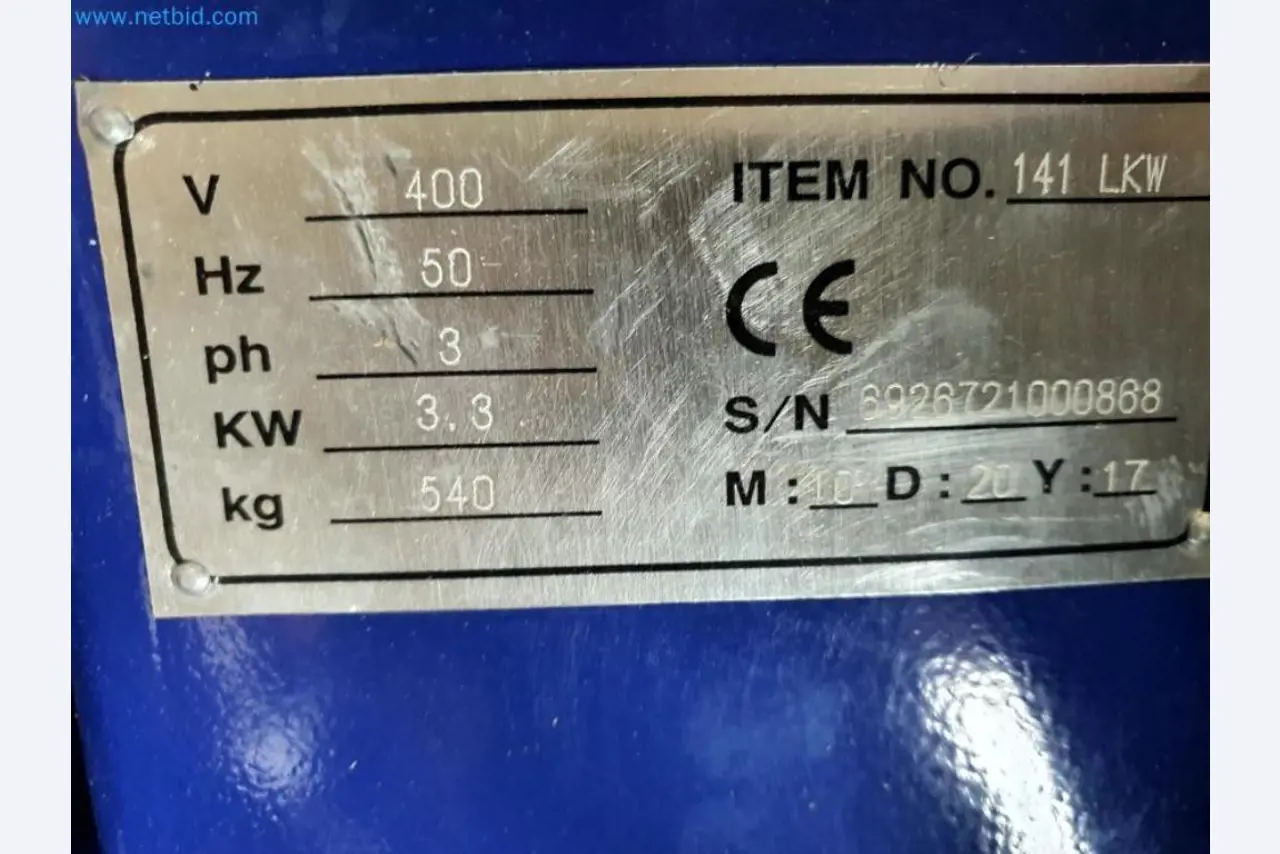 www.netbid.com
V 400
Hz 50
ph 3
KW 3.3
kg 540
ITEM NO. 141 LKW
CE
S/N 6926721000868
M: 10 D: 20 Y: 17